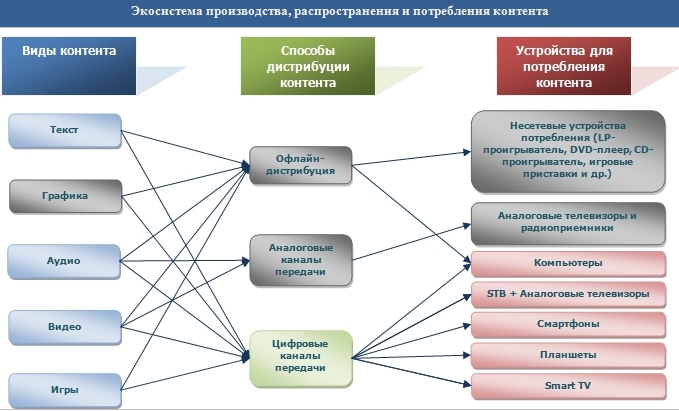 Экосистема производства, распространения и потребления контента
Виды контента
Способы
дистрибуции
контента
Устройства для
потребления
контента
Текст
Графика
Аудио
Видео
Игры
Офлайн-
дистрибуция
Аналоговые
каналы
передачи
Цифровые
каналы
передачи
Несетевые устройства
потребления (LP-
проигрыватель, DVD-плеер, CD-
проигрыватель, игровые
приставки и др.)
Аналоговые телевизоры и
радиоприемники
Компьютеры
STB + Аналоговые телевизоры
Смартфоны
Планшеты
Smart TV